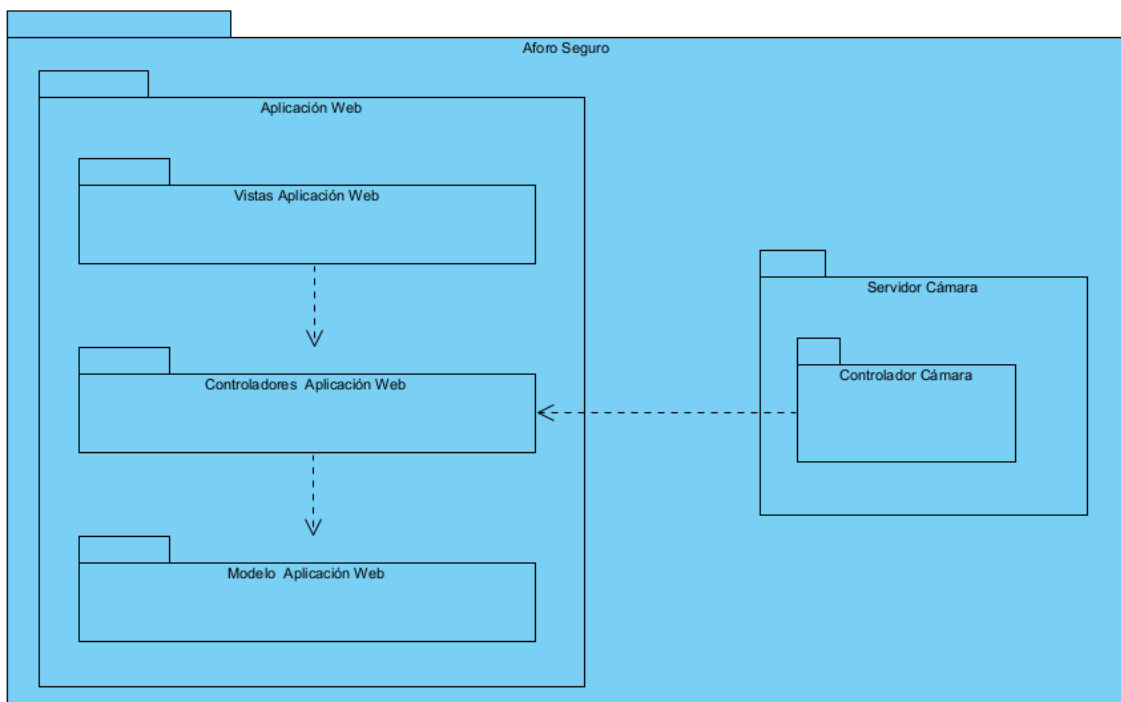 Aforo Seguro
Aplicación Web
Vistas Aplicación Web
Servidor Cámara
Controlador Cámara
Controladores  Aplicación Web
Modelo  Aplicación Web